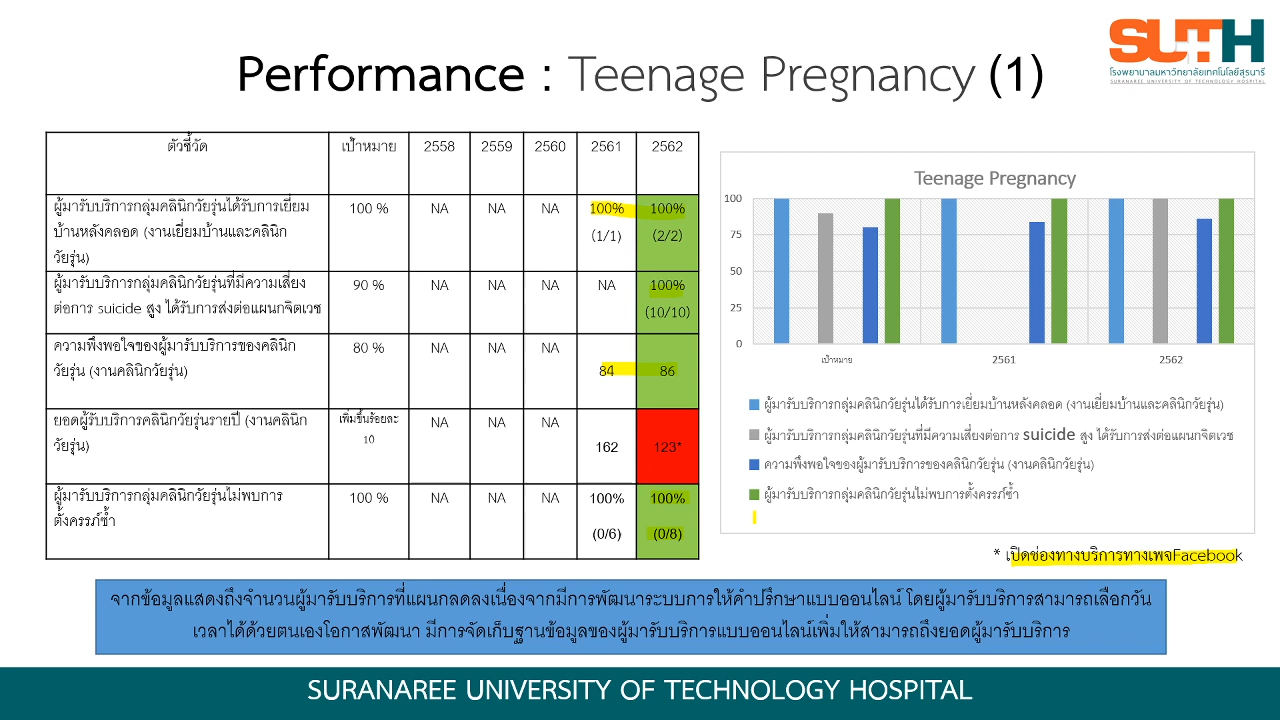 SUTH
โรงพยาบาลมหาวิทยาลัยเทคโนโลยีสุรนารี
SURANAREE UNIVERSITY OF TECHNOLOGY HOSPITAL
Performance : Teenage Pregnancy (1)
ตัวชี้วัด เป้าหมาย 2558 2559 2560 2561 2562
ผู้มารับบริการกลุ่มคลินิกวัยรุ่นได้รับการเยี่ยม 100 % NA NA NA 100% 100%
บ้านหลังคลอด (งานเยี่ยมบ้านและคลินิก (1/1) (2/2)
วัยรุ่น)
ผู้มารับบริการกลุ่มคลินิกวัยรุ่นที่มีความเสี่ยง 90 % NA NA NA NA 100%
ต่อการ suicide สูง ได้รับการส่งต่อแผนกจิตเวช (10/10)
ความพึงพอใจของผู้มารับบริการของคลินิก 80 % NA NA NA
วัยรุ่น (งานคลินิกวัยรุ่น) 84 86
ยอดผู้รับบริการคลินิกวัยรุ่นรายปี (งานคลินิก เพิ่มขึ้นร้อยละ NA NA NA
วัยรุ่น) 10 162 123*
ผู้มารับบริการกลุ่มคลินิกวัยรุ่นไม่พบการ 100 % NA NA NA 100% 100%
ตั้งครรภ์ซ้ำ (0/6) (0/8)
Teenage Pregnancy
100
75
50
25
0
เป้าหมาย 2561 2562
ผู้มารับบริการกลุ่มคลินิกวัยรุ่นได้รับการเยี่ยมบ้านหลังคลอด (งานเยี่ยมบ้านและคลินิกวัยรุ่น)
ผู้มารับบริการกลุ่มคลินิกวัยรุ่นที่มีความเสี่ยงต่อการ suicide สูง ได้รับการส่งต่อแผนกจิตเวช
ความพึงพอใจของผู้มารับบริการของคลินิกวัยรุ่น (งานคลินิกวัยรุ่น)
ผู้มารับบริการกลุ่มคลินิกวัยรุ่นไม่พบการตั้งครรภ์ซ้ำ
* เปิดช่องทางบริการทางเพจFacebook
จากข้อมูลแสดงถึงจำนวนผู้มารับบริการที่แผนกลดลงเนื่องจากมีการพัฒนาระบบการให้คำปรึกษาแบบออนไลน์ โดยผู้มารับบริการสามารถเลือกวัน
เวลาได้ด้วยตนเองโอกาสพัฒนา มีการจัดเก็บฐานข้อมูลของผู้มารับบริการแบบออนไลน์เพิ่มให้สามารถถึงยอดผู้มารับบริการ
SURANAREE UNIVERSITY OF TECHNOLOGY HOSPITAL